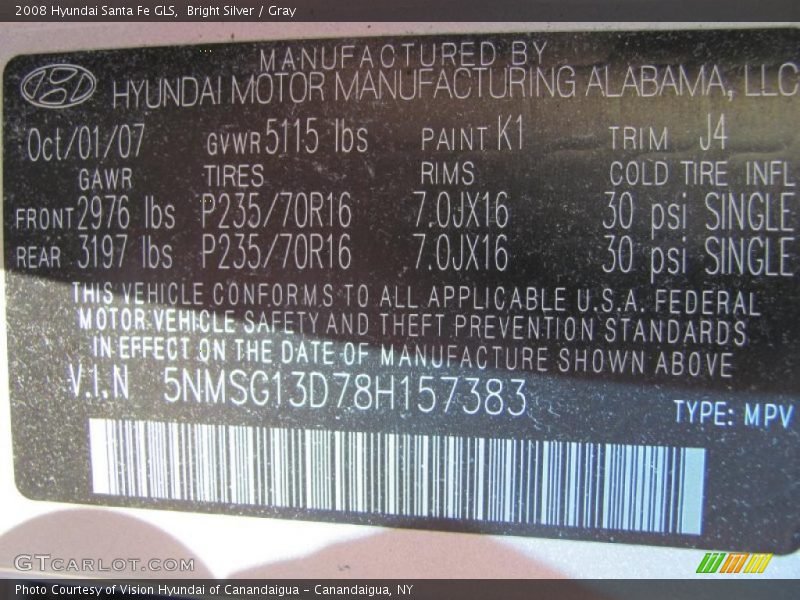 2008 Hyundai Santa Fe GLS, Bright Silver / Gray
MANUFACTURED BY
HYUNDAI MOTOR MANUFACTURING ALABAMA, LLC
Oct/01/07 GVWR 5115 lbs PAINT K1 TRIM J4
GAWR TIRES RIMS COLD TIRE INFL
FRONT 2976 lbs P235/70R16 7.0JX16 30 psi SINGLE
REAR 3197 lbs P235/70R16 7.0JX16 30 psi SINGLE
THIS VEHICLE CONFORMS TO ALL APPLICABLE U.S.A. FEDERAL
MOTOR VEHICLE SAFETY AND THEFT PREVENTION STANDARDS
IN EFFECT ON THE DATE OF MANUFACTURE SHOWN ABOVE
V.I.N 5NMSG13D78H157383
TYPE: MPV
GTcarlot.com
Photo Courtesy of Vision Hyundai of Canandaigua - Canandaigua, NY